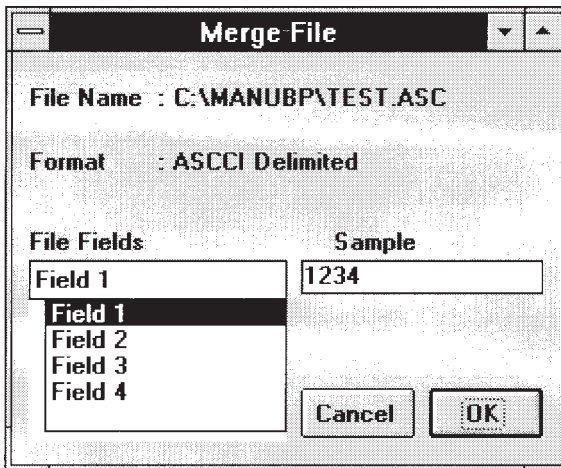 Merge File
File Name : C:\MANUBP\TEST.ASC
Format : ASCCI Delimited
File Fields Sample
Field 1 1234
Field 1
Field 2
Field 3
Field 4
Cancel OK